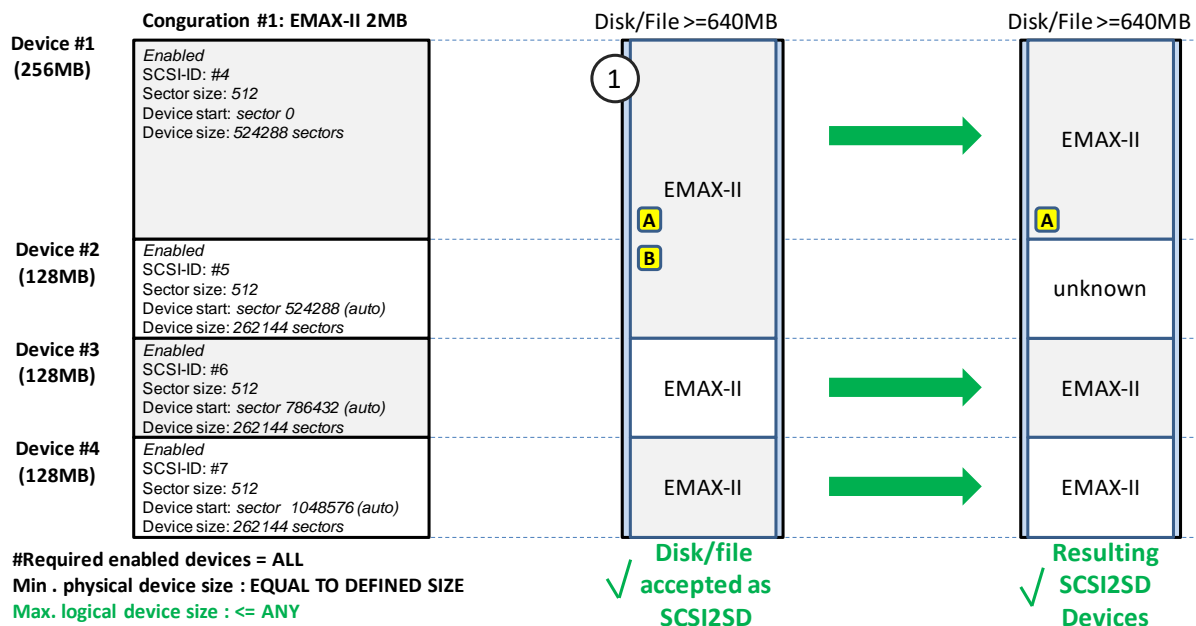 Conguration #1: EMAX-II 2MB
Disk/File >=640MB
Disk/File >=640MB
Device #1
(256MB)
Enabled
SCSI-ID: #4
Sector size: 512
Device start: sector 0
Device size: 524288 sectors
1
EMAX-II
A
B
EMAX-II
A
Device #2
(128MB)
Enabled
SCSI-ID: #5
Sector size: 512
Device start: sector 524288 (auto)
Device size: 262144 sectors
unknown
Device #3
(128MB)
Enabled
SCSI-ID: #6
Sector size: 512
Device start: sector 786432 (auto)
Device size: 262144 sectors
EMAX-II
EMAX-II
Device #4
(128MB)
Enabled
SCSI-ID: #7
Sector size: 512
Device start: sector 1048576 (auto)
Device size: 262144 sectors
EMAX-II
EMAX-II
#Required enabled devices = ALL
Min . physical device size : EQUAL TO DEFINED SIZE
Max. logical device size : <= ANY
√ Disk/file
accepted as
SCSI2SD
√ Resulting
SCSI2SD
Devices